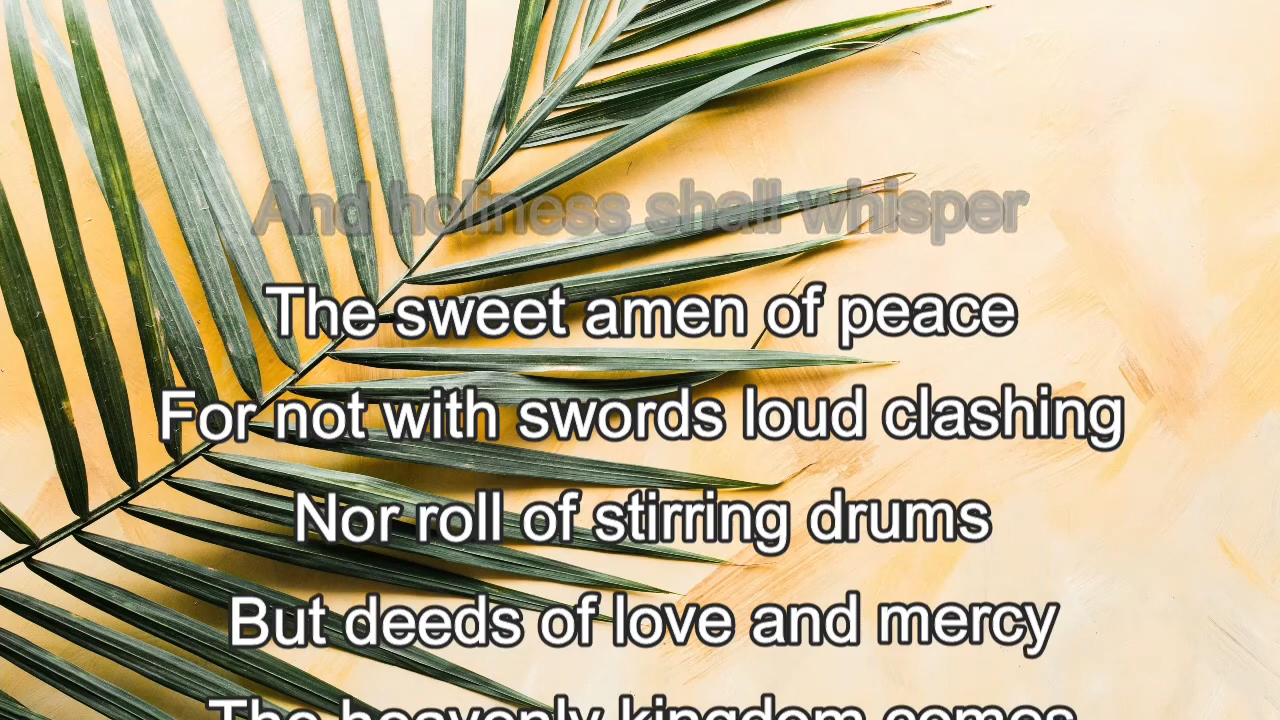 And holiness shall whisper
The sweet amen of peace
For not with swords loud clashing
Nor roll of stirring drums
But deeds of love and mercy
The heavenly kingdom comes